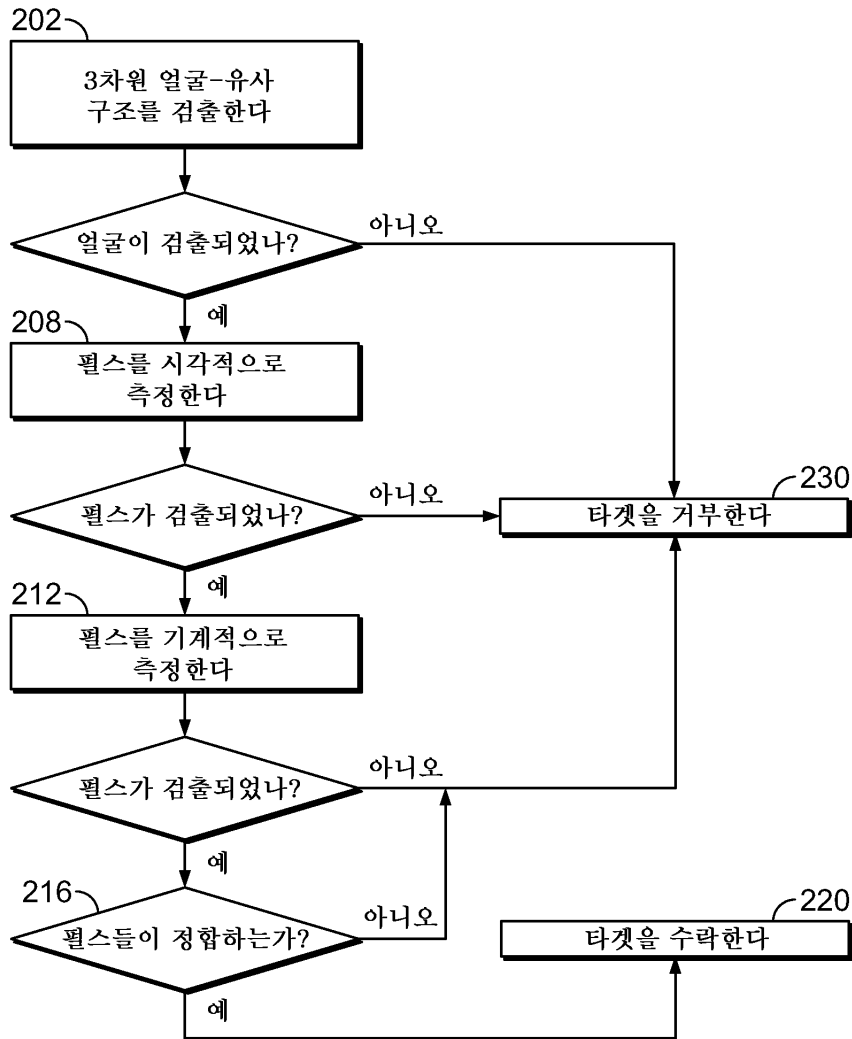 202
3차원 얼굴-유사
구조를 검출한다
얼굴이 검출되었나?
아니오
예
208
펄스를 시각적으로
측정한다
펄스가 검출되었나?
아니오
230
타겟을 거부한다
예
212
펄스를 기계적으로
측정한다
펄스가 검출되었나?
아니오
예
216
펄스들이 정합하는가?
아니오
220
타겟을 수락한다
예